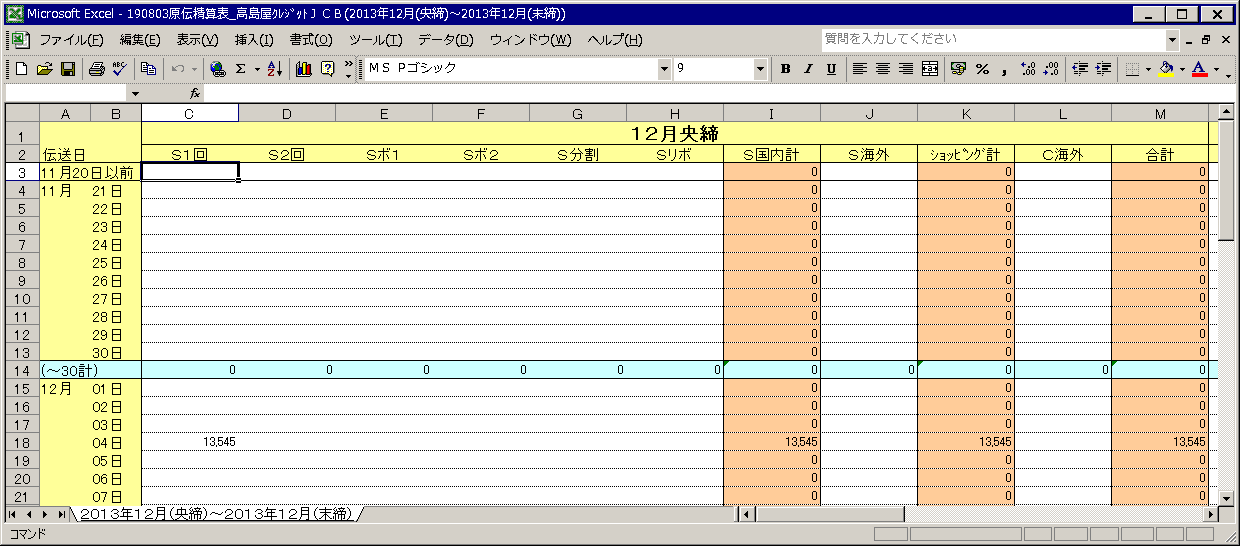 Microsoft Excel - 190803原伝精算表_高島屋ｸﾚｼﾞｯﾄＪＣＢ(2013年12月(央締)～2013年12月(末締))
ファイル(F) 編集(E) 表示(V) 挿入(I) 書式(O) ツール(T) データ(D) ウィンドウ(W) ヘルプ(H) 質問を入力してください
ＭＳ Ｐゴシック 9 B I U
fx
A B C D E F G H I J K L M
1 12月央締
2 伝送日 Ｓ1回 Ｓ2回 Ｓボ1 Ｓボ2 Ｓ分割 Ｓリボ Ｓ国内計 Ｓ海外 ｼｮｯﾋﾟﾝｸﾞ計 Ｃ海外 合計
3 11月20日以前 0 0 0
4 11月 21日 0 0 0
5 22日 0 0 0
6 23日 0 0 0
7 24日 0 0 0
8 25日 0 0 0
9 26日 0 0 0
10 27日 0 0 0
11 28日 0 0 0
12 29日 0 0 0
13 30日 0 0 0
14 (～30計) 0 0 0 0 0 0 0 0 0 0 0
15 12月 01日 0 0 0
16 02日 0 0 0
17 03日 0 0 0
18 04日 13,545 13,545 13,545 13,545
19 05日 0 0 0
20 06日 0 0 0
21 07日 0 0 0
2013年12月(央締)～2013年12月(末締)
コマンド